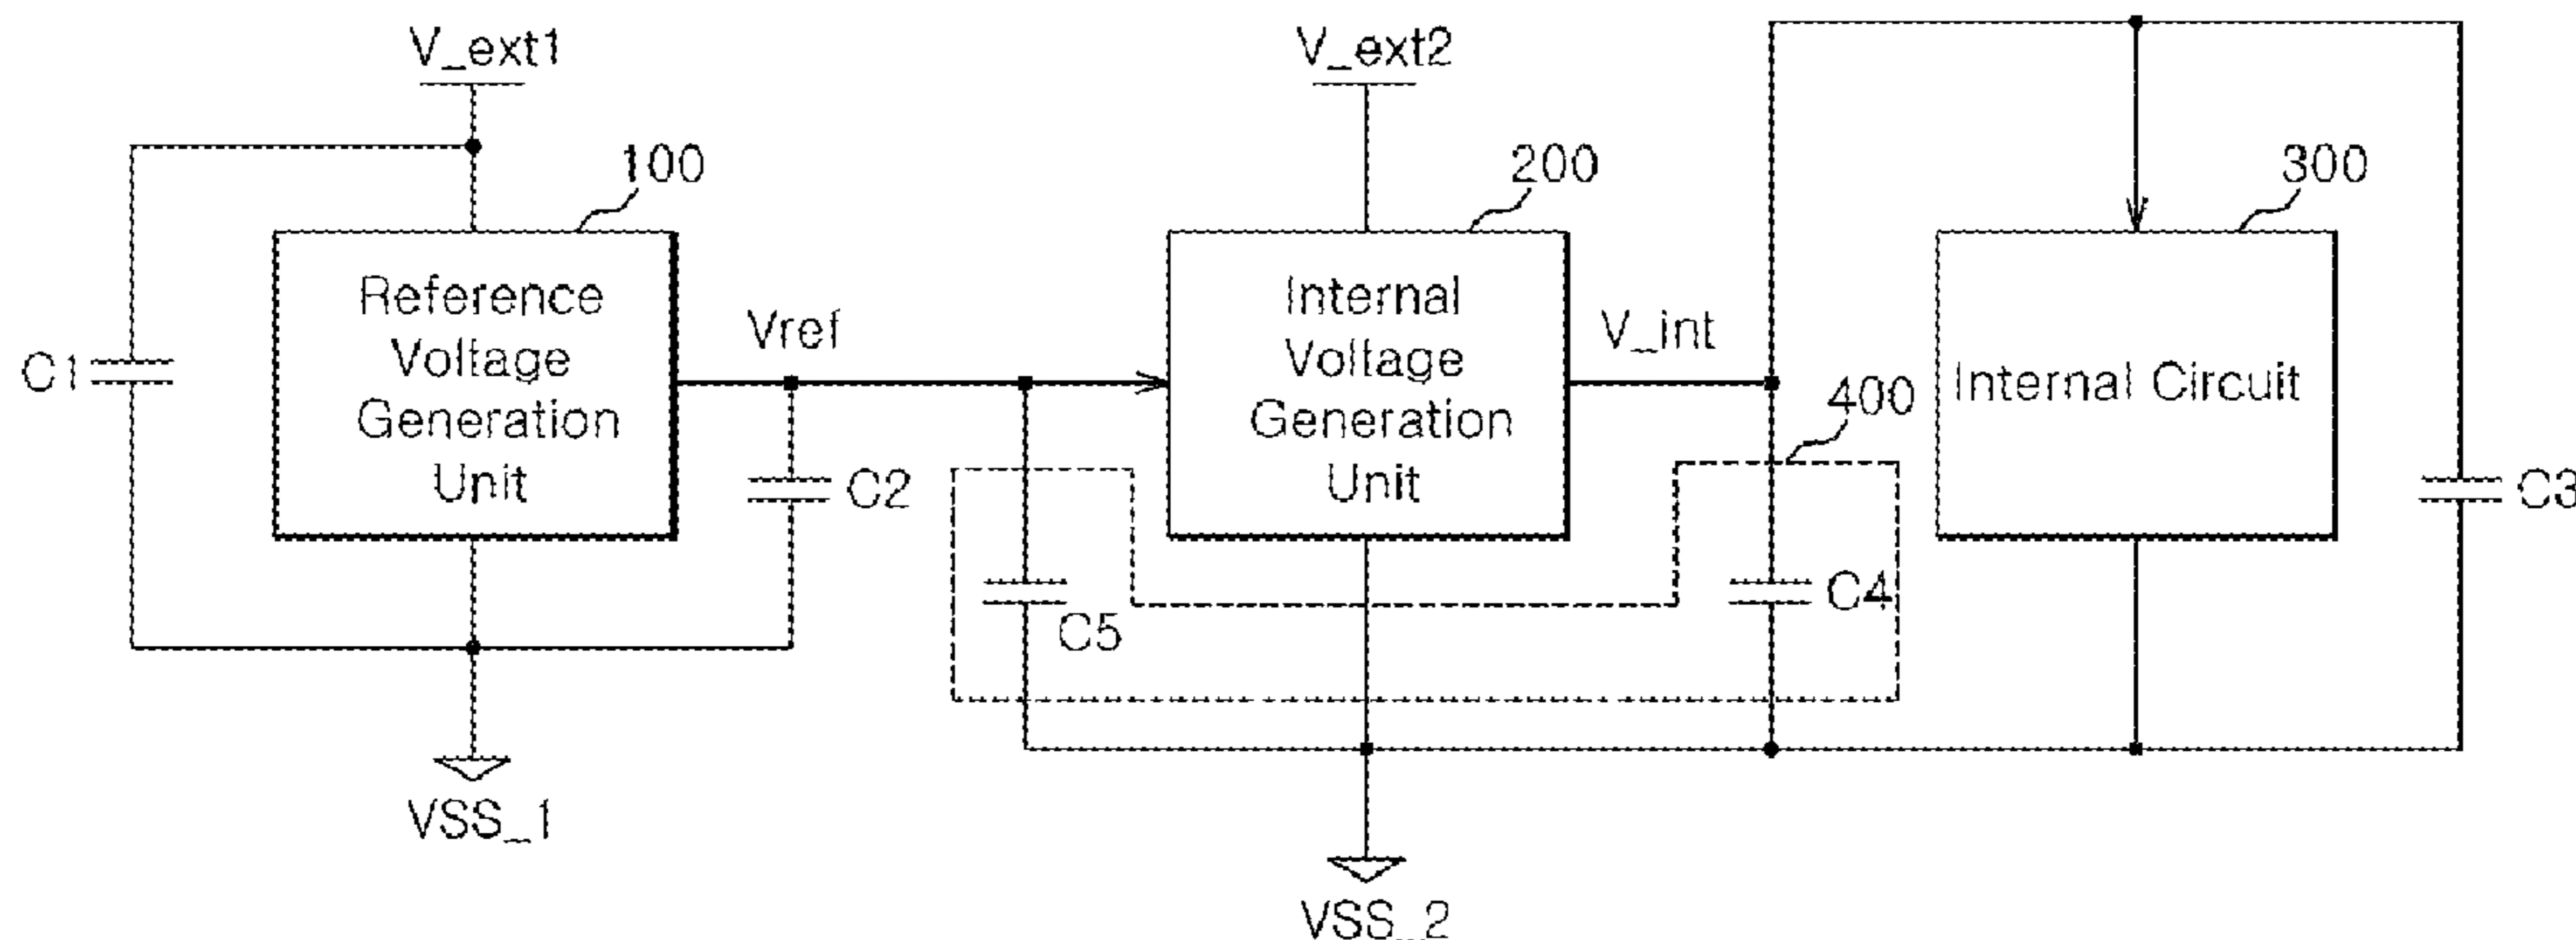 V_ext1
V_ext2
100
200
300
Reference
Voltage
Generation
Unit
Internal
Voltage
Generation
Unit
Internal Circuit
Vref
V_int
400
C1
C2
C3
C4
C5
VSS_1
VSS_2